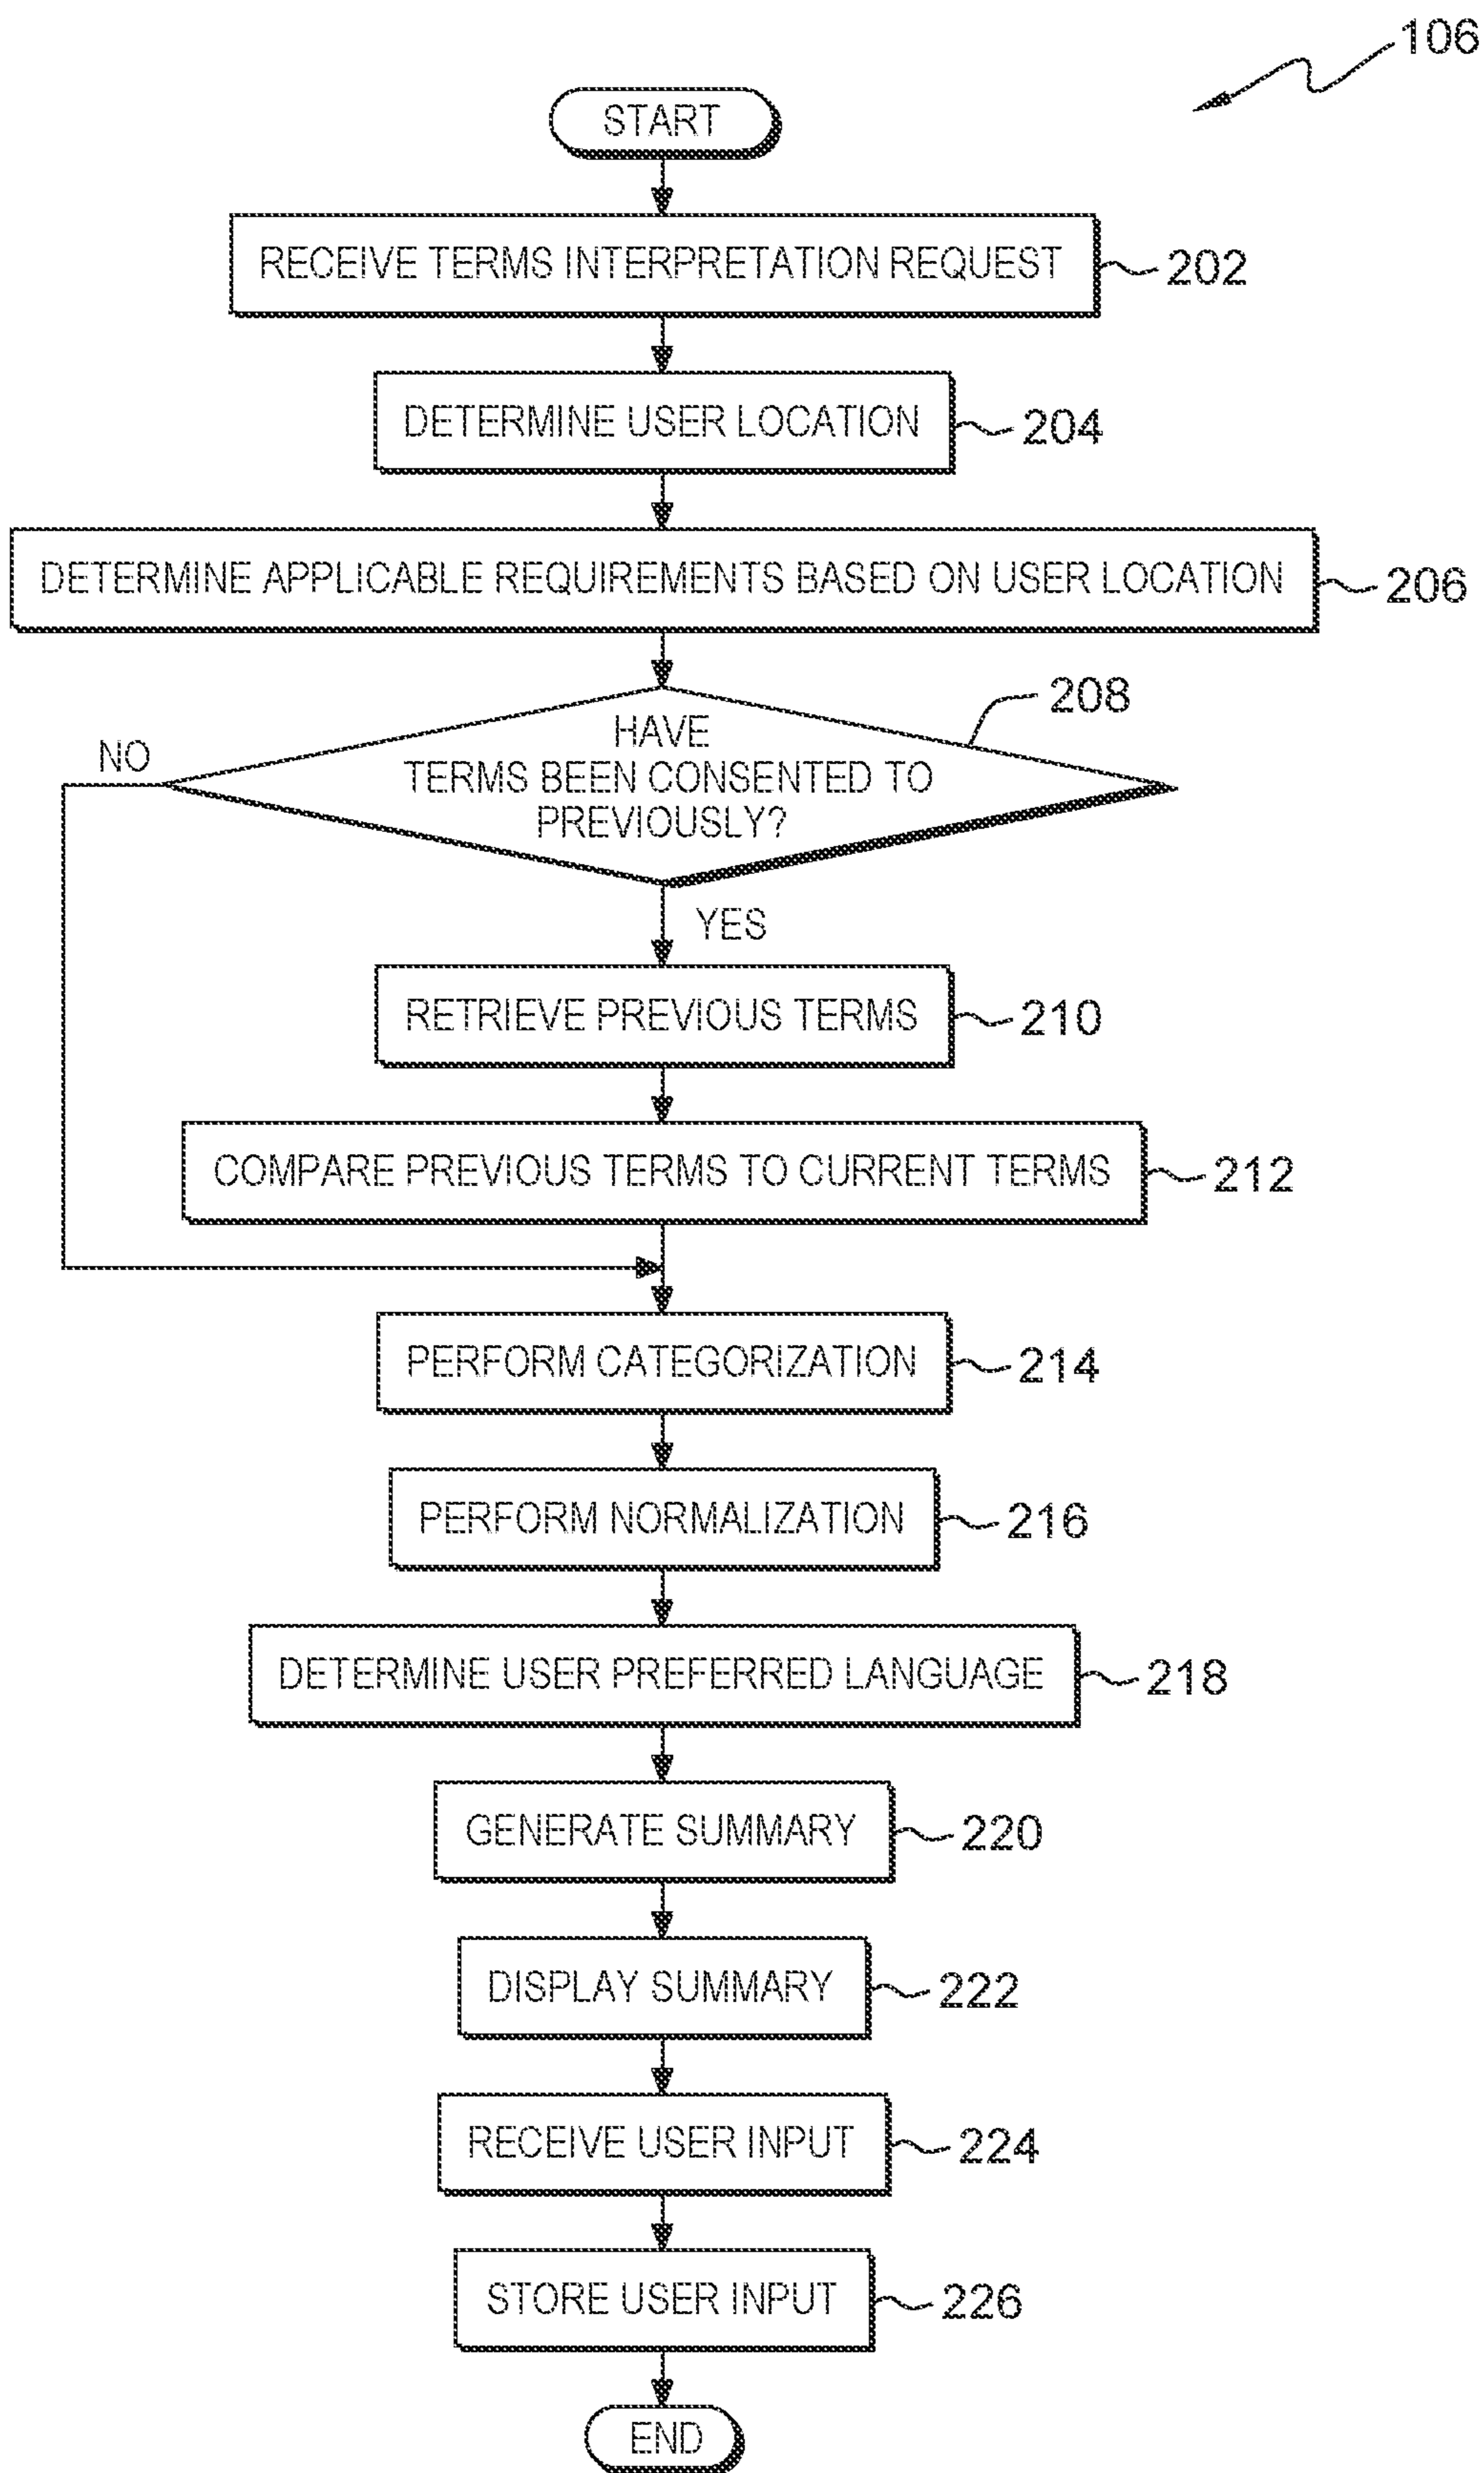 106
START
RECEIVE TERMS INTERPRETATION REQUEST
202
DETERMINE USER LOCATION
204
DETERMINE APPLICABLE REQUIREMENTS BASED ON USER LOCATION
206
208
HAVE
TERMS BEEN CONSENTED TO
PREVIOUSLY?
NO
YES
RETRIEVE PREVIOUS TERMS
210
COMPARE PREVIOUS TERMS TO CURRENT TERMS
212
PERFORM CATEGORIZATION
214
PERFORM NORMALIZATION
216
DETERMINE USER PREFERRED LANGUAGE
218
GENERATE SUMMARY
220
DISPLAY SUMMARY
222
RECEIVE USER INPUT
224
STORE USER INPUT
226
END